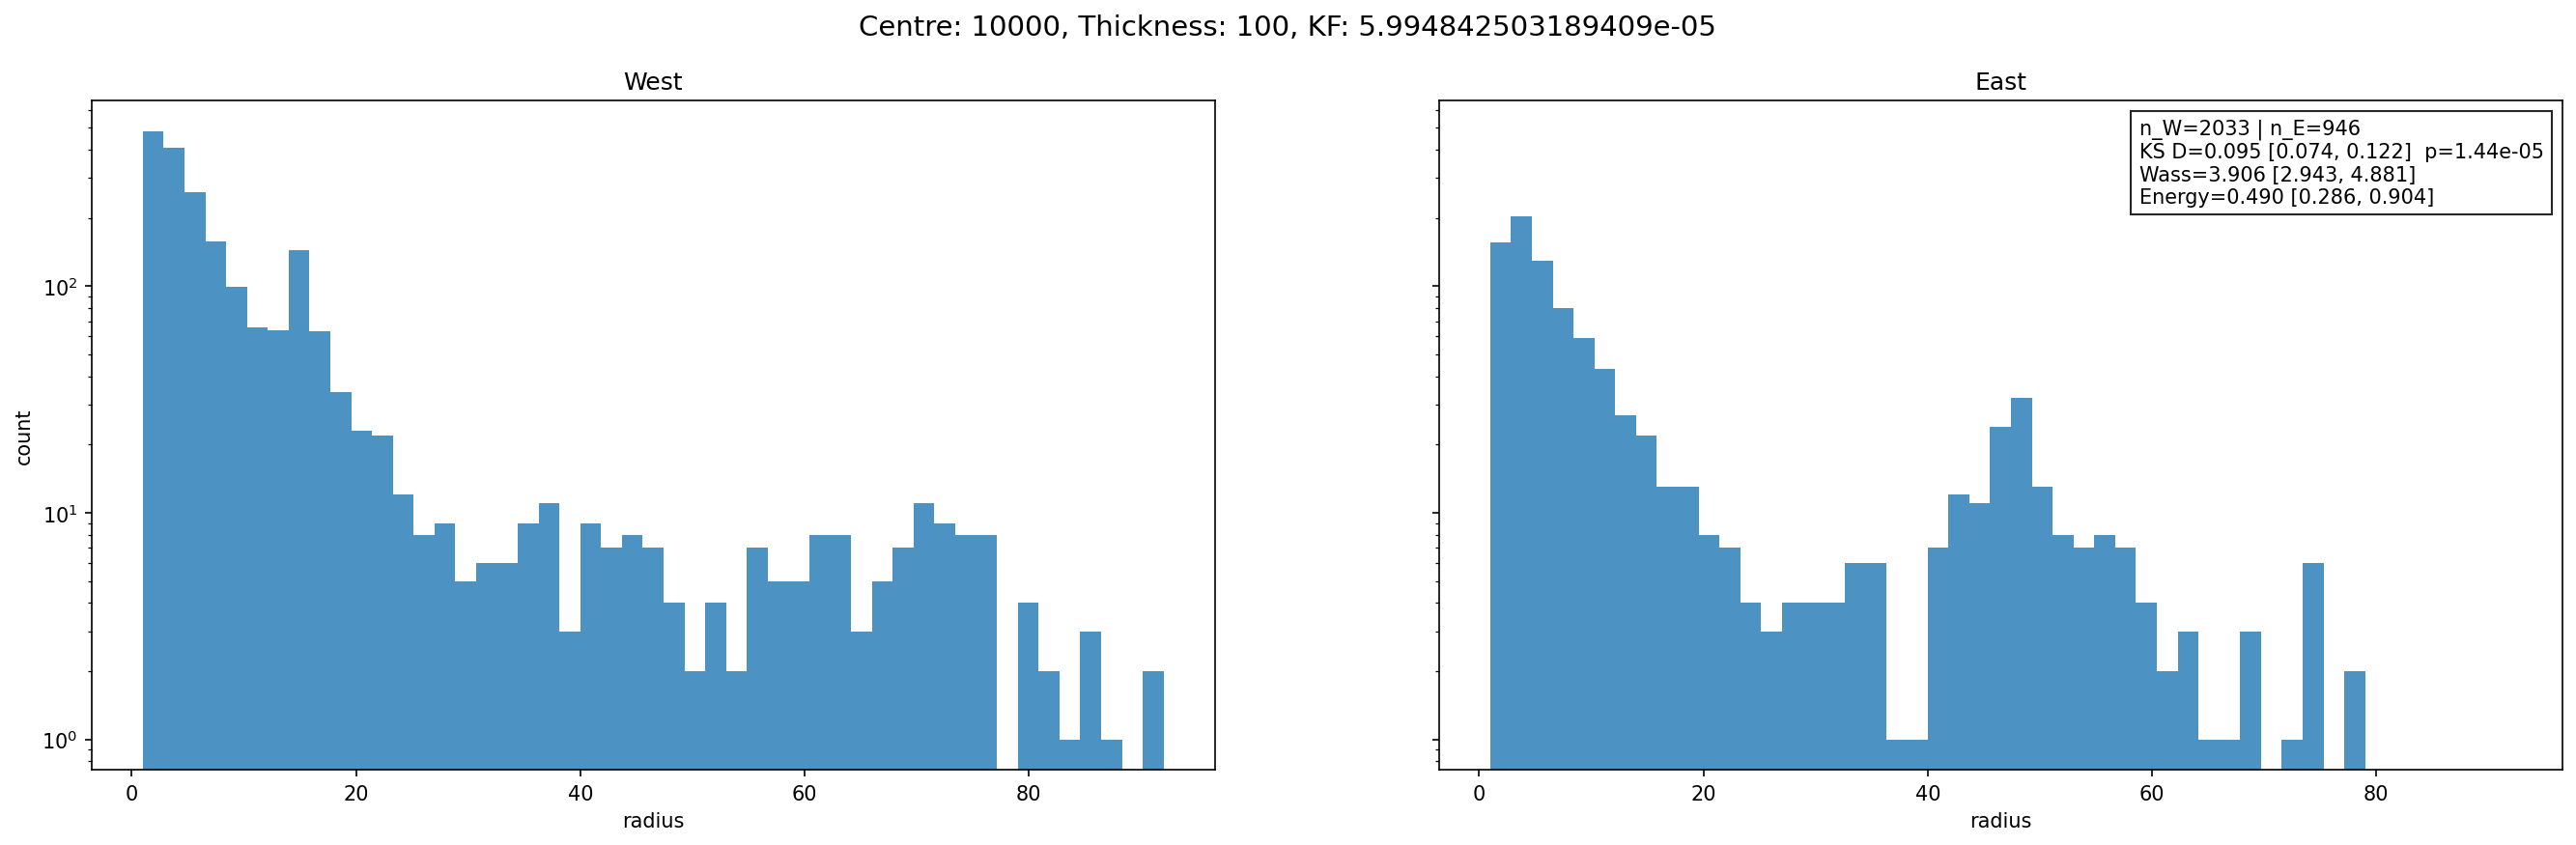 Centre: 10000, Thickness: 100, KF: 5.994842503189409e-05
West
East
n_W=2033 | n_E=946
KS D=0.095 [0.074, 0.122]  p=1.44e-05
Wass=3.906 [2.943, 4.881]
Energy=0.490 [0.286, 0.904]
count
10²
10¹
10⁰
0 20 40 60 80
radius
0 20 40 60 80
radius